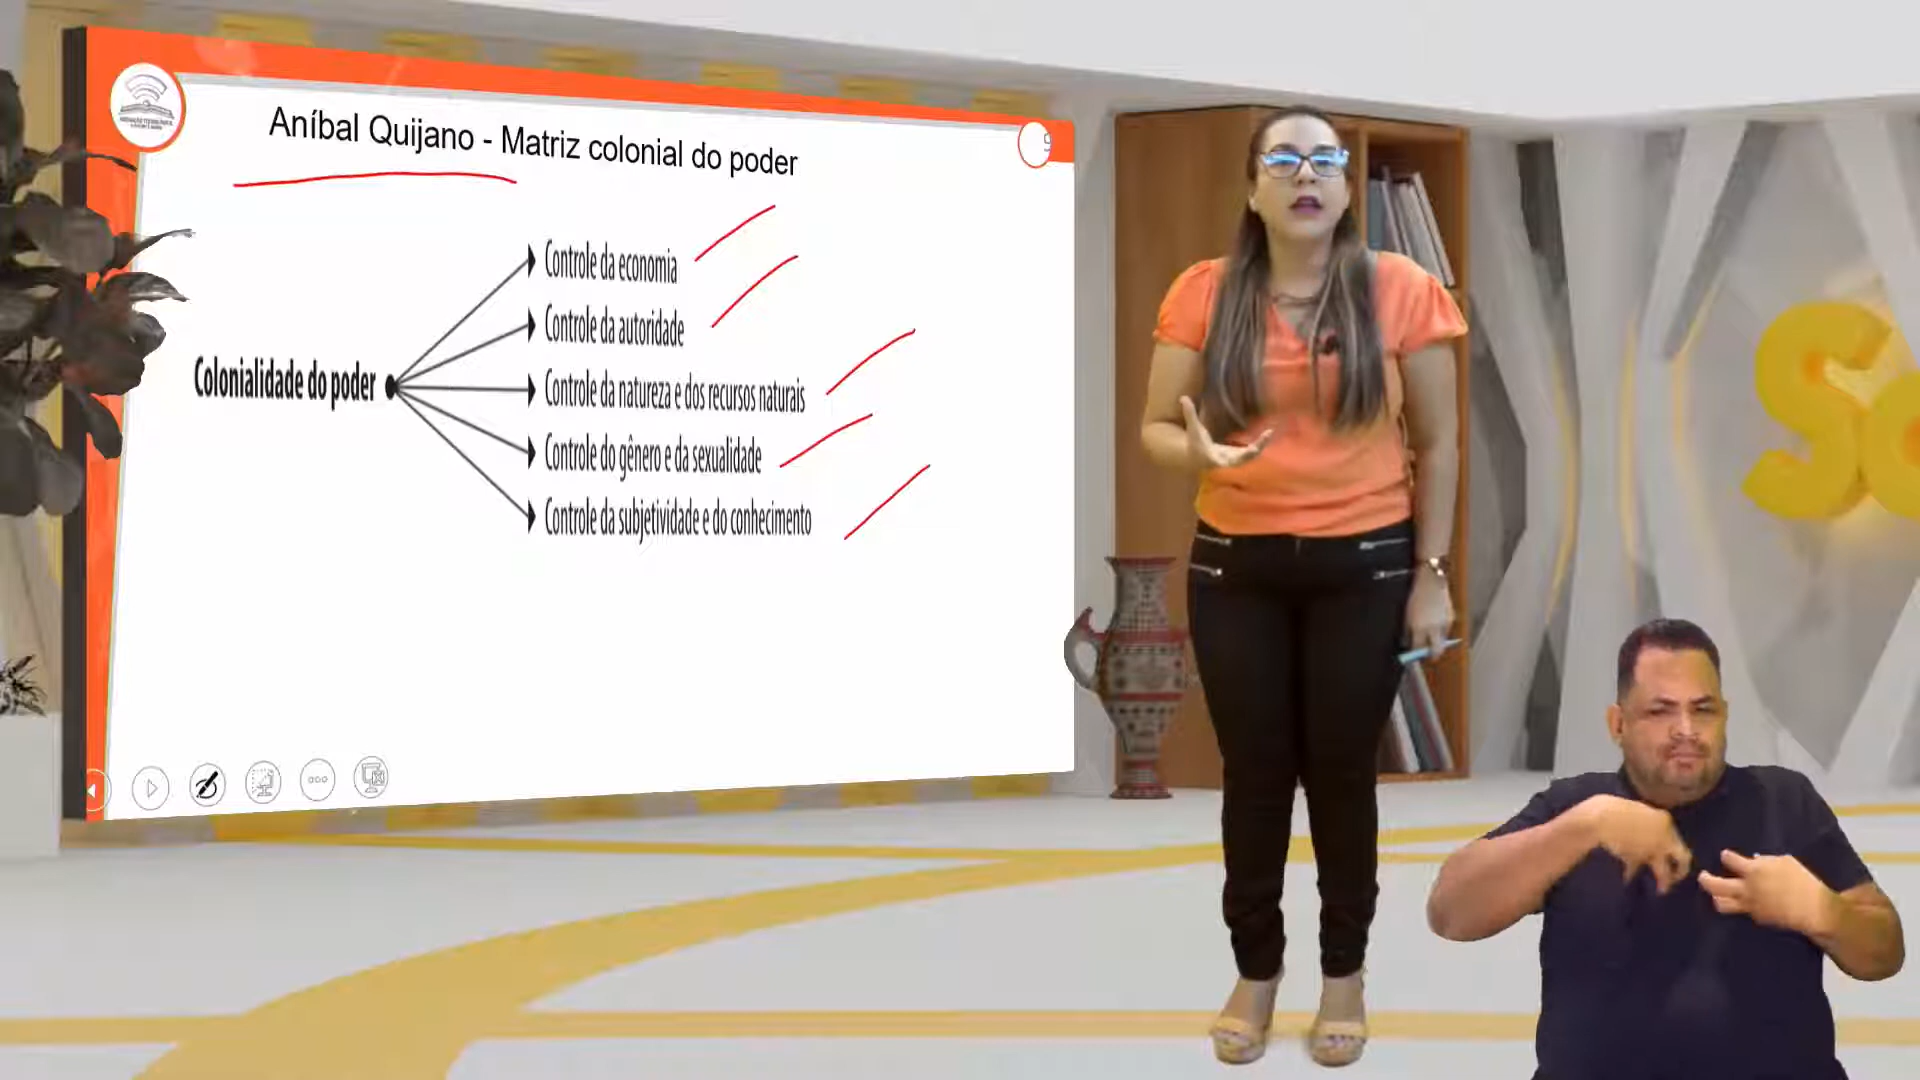 Aníbal Quijano - Matriz colonial do poder
Controle da economia
Controle da autoridade
Colonialidade do poder
Controle da natureza e dos recursos naturais
Controle do gênero e da sexualidade
Controle da subjetividade e do conhecimento